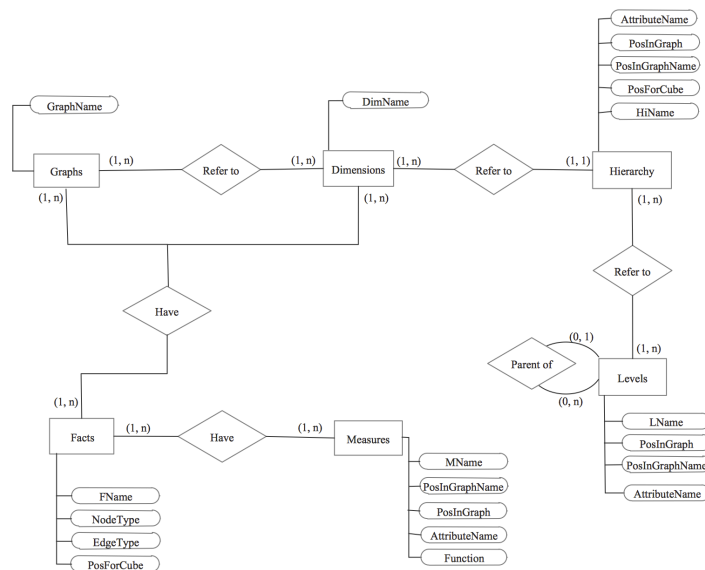 AttributeName
PosInGraph
PosInGraphName
PosForCube
HiName
GraphName
DimName
Graphs
(1, n)
Refer to
(1, n)
Dimensions
(1, n)
Refer to
(1, 1)
Hierarchy
(1, n)
(1, n)
(1, n)
Refer to
Have
(0, 1)
(1, n)
Parent of
Levels
(0, n)
(1, n)
Facts
(1, n)
Have
(1, n)
Measures
LName
PosInGraph
PosInGraphName
AttributeName
MName
PosInGraphName
PosInGraph
AttributeName
Function
FName
NodeType
EdgeType
PosForCube